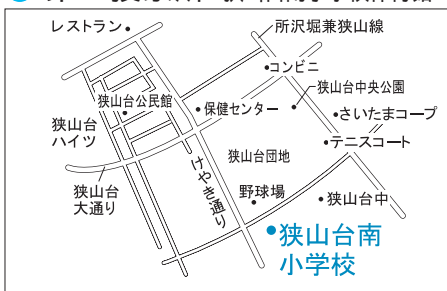 レストラン
所沢堀兼狭山線
コンビニ
狭山台公民館
保健センター
狭山台中央公園
さいたまコープ
狭山台
ハイツ
テニスコート
狭山台団地
けやき通り
狭山台
大通り
野球場
狭山台中
狭山台南
小学校